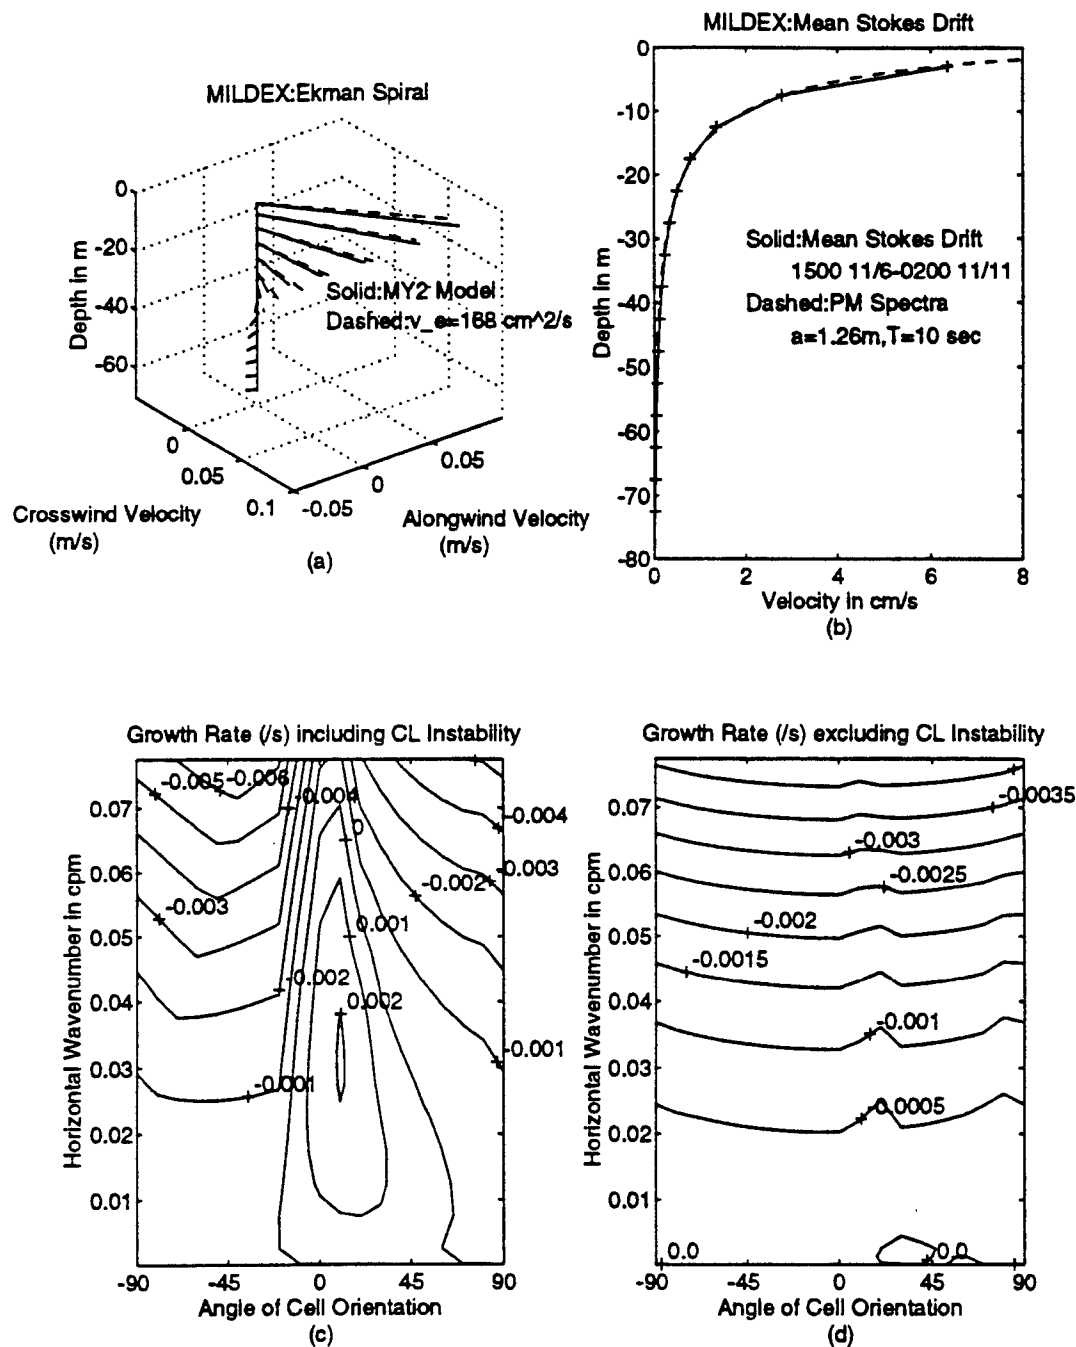 MILDEX:Ekman Spiral
0
-20
-40
-60
Depth in m
Solid:MY2 Model
Dashed:v_e=168 cm^2/s
0
0.05
0.1
-0.05
0
0.05
Crosswind Velocity
(m/s)
Alongwind Velocity
(m/s)
(a)
MILDEX:Mean Stokes Drift
0
-10
-20
-30
-40
-50
-60
-70
-80
Depth in m
Solid:Mean Stokes Drift
1500 11/6-0200 11/11
Dashed:PM Spectra
a=1.26m,T=10 sec
0
2
4
6
8
Velocity in cm/s
(b)
Growth Rate (/s) including CL Instability
0.07
0.06
0.05
0.04
0.03
0.02
0.01
Horizontal Wavenumber in cpm
-0.005
-0.006
-0.004
0
-0.004
-0.003
-0.002
-0.003
0.001
-0.002
0.002
-0.001
-0.001
-90
-45
0
45
90
Angle of Cell Orientation
(c)
Growth Rate (/s) excluding CL Instability
0.07
0.06
0.05
0.04
0.03
0.02
0.01
Horizontal Wavenumber in cpm
-0.0035
-0.003
-0.0025
-0.002
-0.0015
-0.001
-0.0005
0.0
0.0
-90
-45
0
45
90
Angle of Cell Orientation
(d)